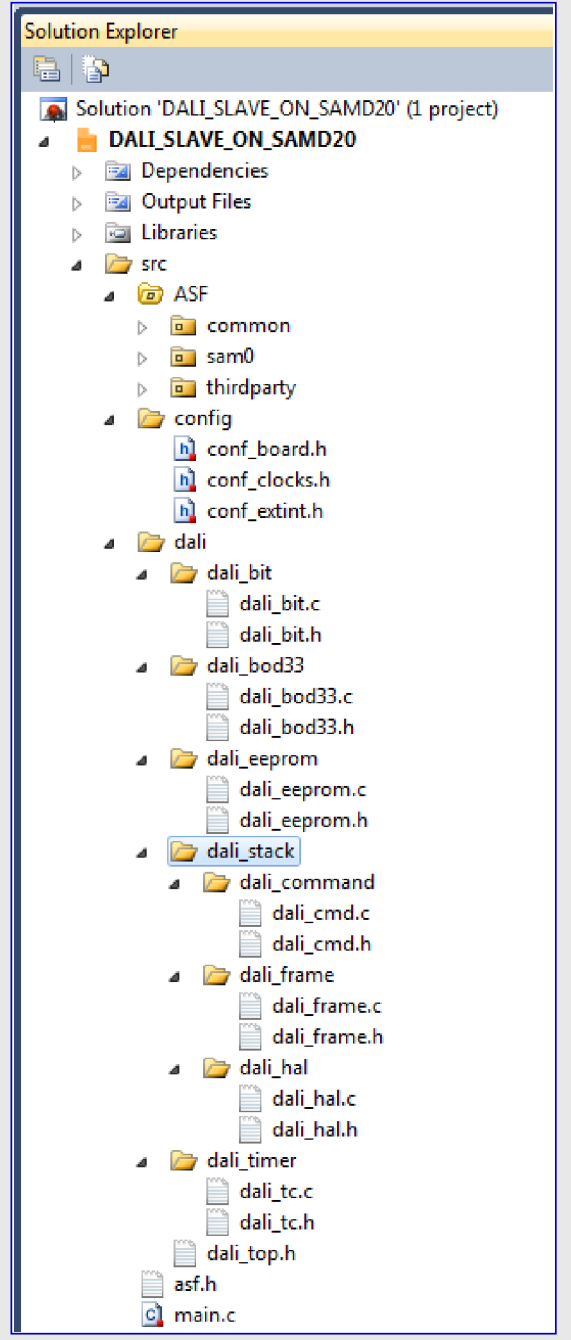 Solution Explorer
Solution 'DALI_SLAVE_ON_SAMD20' (1 project)
DALI_SLAVE_ON_SAMD20
Dependencies
Output Files
Libraries
src
ASF
common
sam0
thirdparty
config
conf_board.h
conf_clocks.h
conf_extint.h
dali
dali_bit
dali_bit.c
dali_bit.h
dali_bod33
dali_bod33.c
dali_bod33.h
dali_eeprom
dali_eeprom.c
dali_eeprom.h
dali_stack
dali_command
dali_cmd.c
dali_cmd.h
dali_frame
dali_frame.c
dali_frame.h
dali_hal
dali_hal.c
dali_hal.h
dali_timer
dali_tc.c
dali_tc.h
dali_top.h
asf.h
main.c